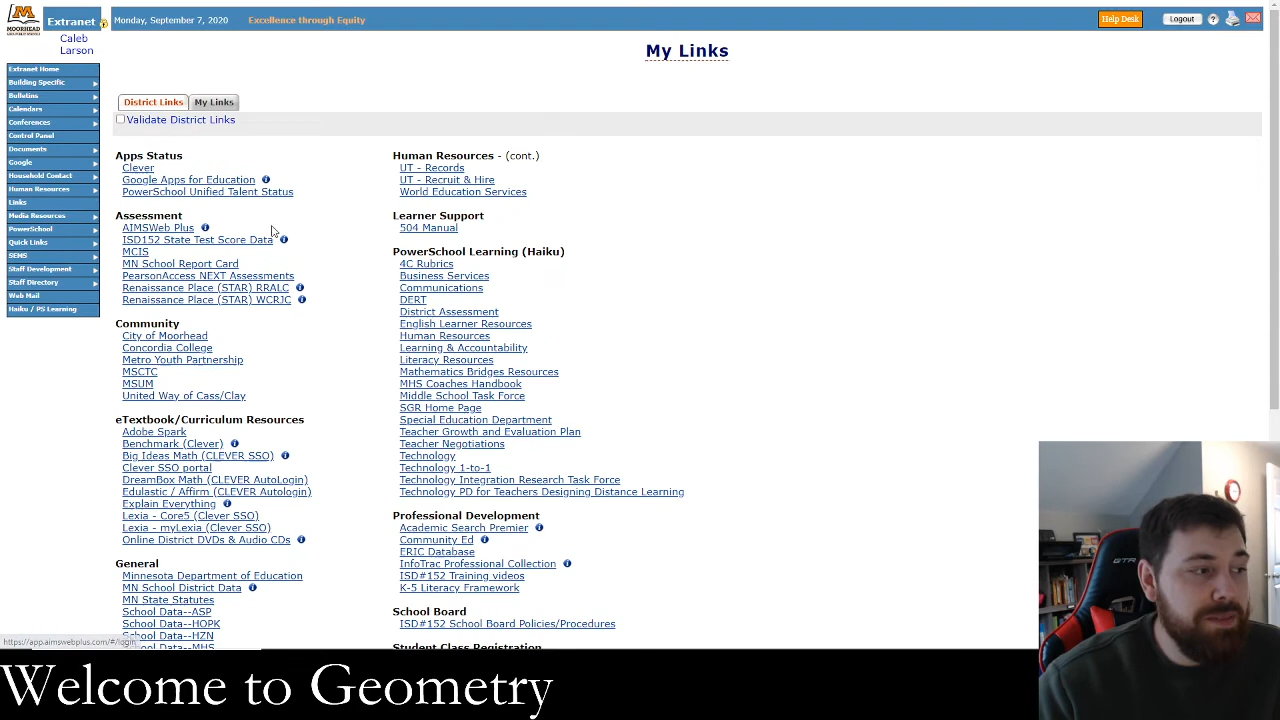 MOORHEAD
Extranet
Monday, September 7, 2020
Excellence through Equity
Help Desk
Logout
?
Caleb
Larson
My Links
Extranet Home
Building Specific
Bulletins
Calendars
Conferences
Control Panel
Documents
Google
Household Contact
Human Resources
Links
Media Resources
PowerSchool
Quick Links
SEMS
Staff Development
Staff Directory
Web Mail
Haiku / PS Learning
District Links
My Links
Validate District Links
Apps Status
Clever
Google Apps for Education
PowerSchool Unified Talent Status
Assessment
AIMSWeb Plus
ISD152 State Test Score Data
MCIS
MN School Report Card
PearsonAccess NEXT Assessments
Renaissance Place (STAR) RRALC
Renaissance Place (STAR) WCRJC
Community
City of Moorhead
Concordia College
Metro Youth Partnership
MSCTC
MSUM
United Way of Cass/Clay
eTextbook/Curriculum Resources
Adobe Spark
Benchmark (Clever)
Big Ideas Math (CLEVER SSO)
Clever SSO portal
DreamBox Math (CLEVER AutoLogin)
Edulastic / Affirm (CLEVER Autologin)
Explain Everything
Lexia - Core5 (Clever SSO)
Lexia - myLexia (Clever SSO)
Online District DVDs & Audio CDs
General
Minnesota Department of Education
MN School District Data
MN State Statutes
School Data--ASP
School Data--HOPK
School Data--HZN
School Data--MHS
Human Resources - (cont.)
UT - Records
UT - Recruit & Hire
World Education Services
Learner Support
504 Manual
PowerSchool Learning (Haiku)
4C Rubrics
Business Services
Communications
DERT
District Assessment
English Learner Resources
Human Resources
Learning & Accountability
Literacy Resources
Mathematics Bridges Resources
MHS Coaches Handbook
Middle School Task Force
SGR Home Page
Special Education Department
Teacher Growth and Evaluation Plan
Teacher Negotiations
Technology
Technology 1-to-1
Technology Integration Research Task Force
Technology PD for Teachers Designing Distance Learning
Professional Development
Academic Search Premier
Community Ed
ERIC Database
InfoTrac Professional Collection
ISD#152 Training videos
K-5 Literacy Framework
School Board
ISD#152 School Board Policies/Procedures
Student Class Registration
https://app.aimswebplus.com/#/login
GTR
Welcome to Geometry